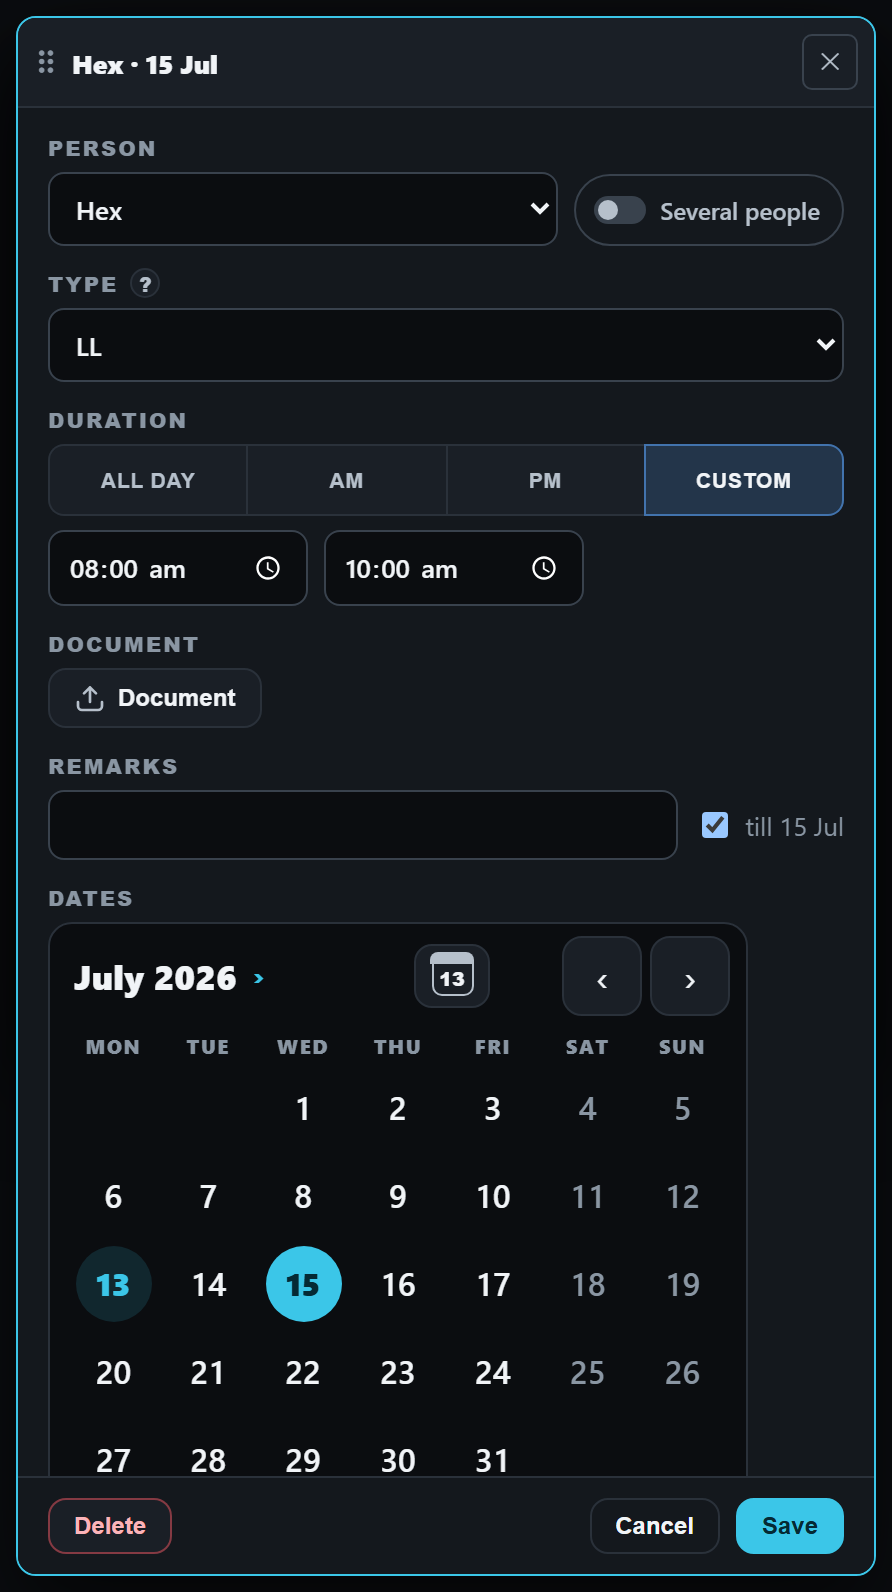 Hex · 15 Jul
PERSON
Hex
Several people
TYPE ?
LL
DURATION
ALL DAY AM PM CUSTOM
08:00 am 10:00 am
DOCUMENT
Document
REMARKS
till 15 Jul
DATES
July 2026 › 13 ‹ ›
MON TUE WED THU FRI SAT SUN
1 2 3 4 5
6 7 8 9 10 11 12
13 14 15 16 17 18 19
20 21 22 23 24 25 26
27 28 29 30 31
Delete Cancel Save